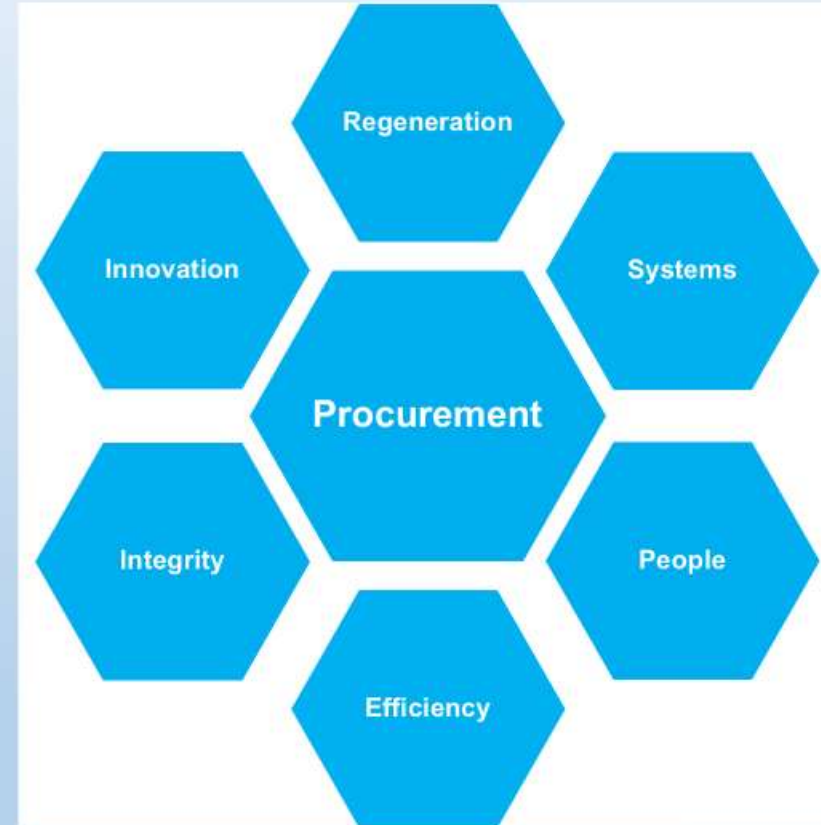 Regeneration
Innovation
Systems
Procurement
Integrity
People
Efficiency